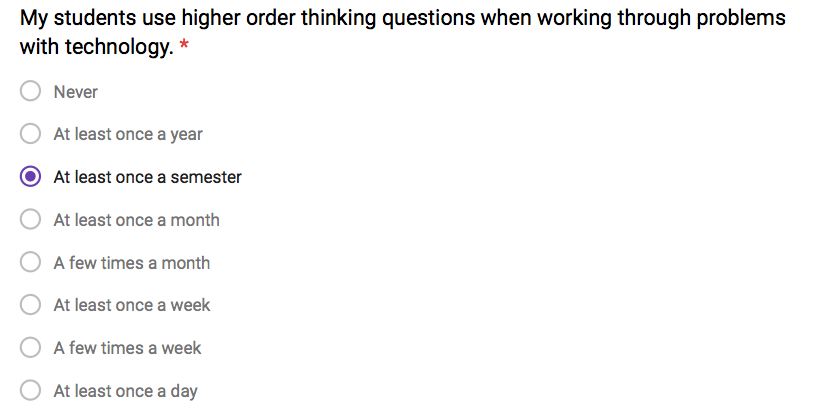 My students use higher order thinking questions when working through problems
with technology. *
Never
At least once a year
At least once a semester
At least once a month
A few times a month
At least once a week
A few times a week
At least once a day